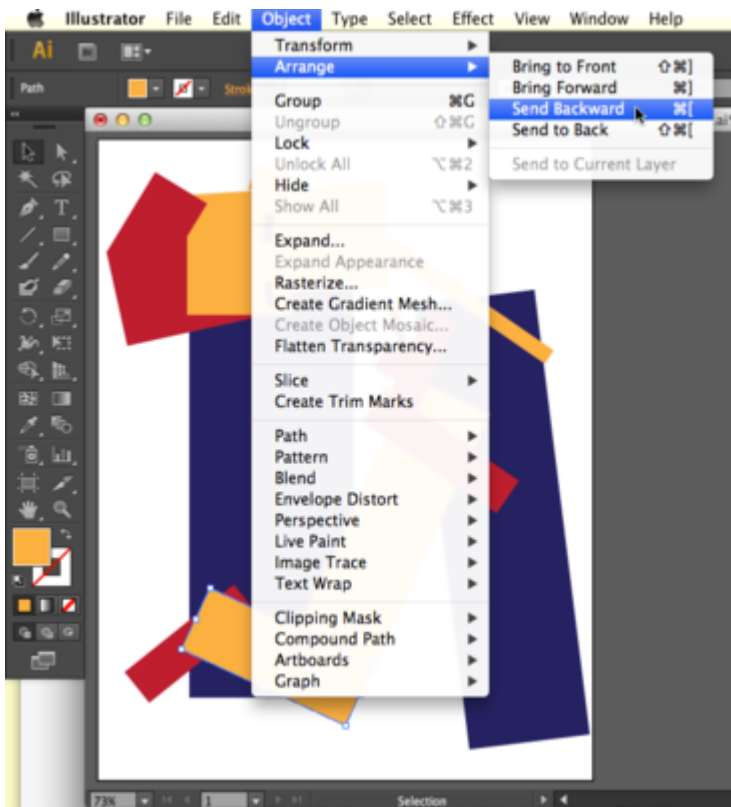 Illustrator File Edit Object Type Select Effect View Window Help
Ai
Path
Stro
Transform
Arrange
Group ⌘G
Ungroup ⇧⌘G
Lock
Unlock All ⌥⌘2
Hide
Show All ⌥⌘3
Expand...
Expand Appearance
Rasterize...
Create Gradient Mesh...
Create Object Mosaic...
Flatten Transparency...
Slice
Create Trim Marks
Path
Pattern
Blend
Envelope Distort
Perspective
Live Paint
Image Trace
Text Wrap
Clipping Mask
Compound Path
Artboards
Graph
Bring to Front ⇧⌘]
Bring Forward ⌘]
Send Backward ⌘[
Send to Back ⇧⌘[
Send to Current Layer
73% 1 Selection